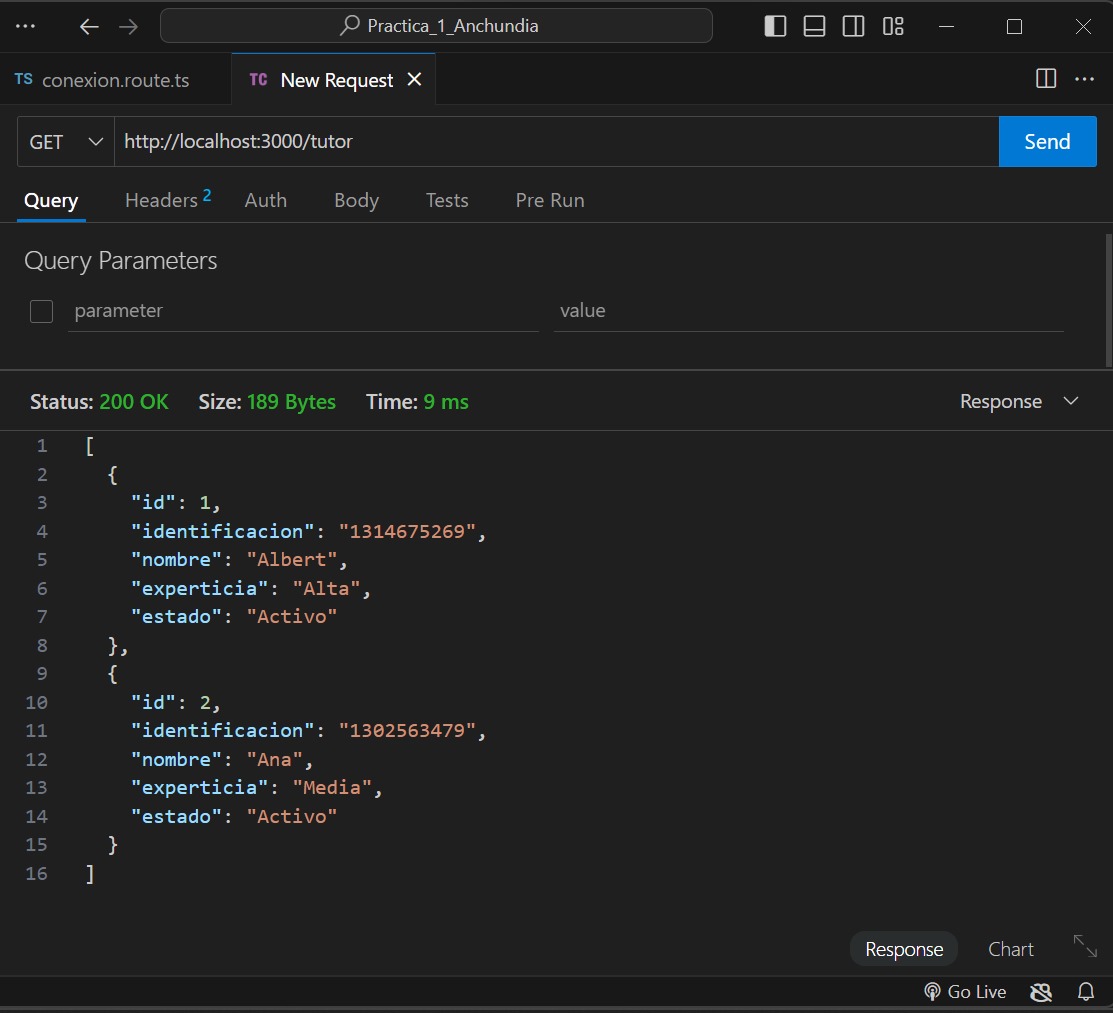 Practica_1_Anchundia
TS conexion.route.ts
TC New Request
GET http://localhost:3000/tutor Send
Query Headers 2 Auth Body Tests Pre Run
Query Parameters
parameter value
Status: 200 OK Size: 189 Bytes Time: 9 ms Response
1 [
2 {
3 "id": 1,
4 "identificacion": "1314675269",
5 "nombre": "Albert",
6 "experticia": "Alta",
7 "estado": "Activo"
8 },
9 {
10 "id": 2,
11 "identificacion": "1302563479",
12 "nombre": "Ana",
13 "experticia": "Media",
14 "estado": "Activo"
15 }
16 ]
Response Chart
Go Live